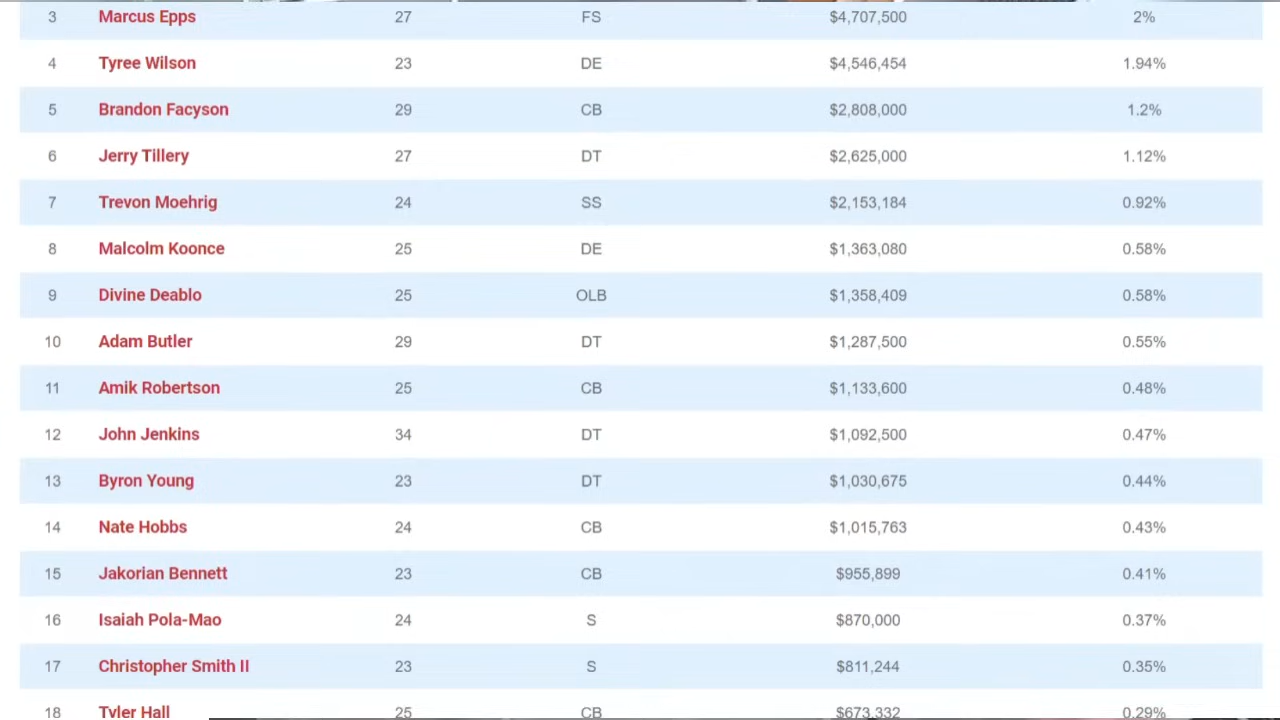 3 Marcus Epps 27 FS $4,707,500 2%
4 Tyree Wilson 23 DE $4,546,454 1.94%
5 Brandon Facyson 29 CB $2,808,000 1.2%
6 Jerry Tillery 27 DT $2,625,000 1.12%
7 Trevon Moehrig 24 SS $2,153,184 0.92%
8 Malcolm Koonce 25 DE $1,363,080 0.58%
9 Divine Deablo 25 OLB $1,358,409 0.58%
10 Adam Butler 29 DT $1,287,500 0.55%
11 Amik Robertson 25 CB $1,133,600 0.48%
12 John Jenkins 34 DT $1,092,500 0.47%
13 Byron Young 23 DT $1,030,675 0.44%
14 Nate Hobbs 24 CB $1,015,763 0.43%
15 Jakorian Bennett 23 CB $955,899 0.41%
16 Isaiah Pola-Mao 24 S $870,000 0.37%
17 Christopher Smith II 23 S $811,244 0.35%
18 Tyler Hall 25 CB $673,332 0.29%